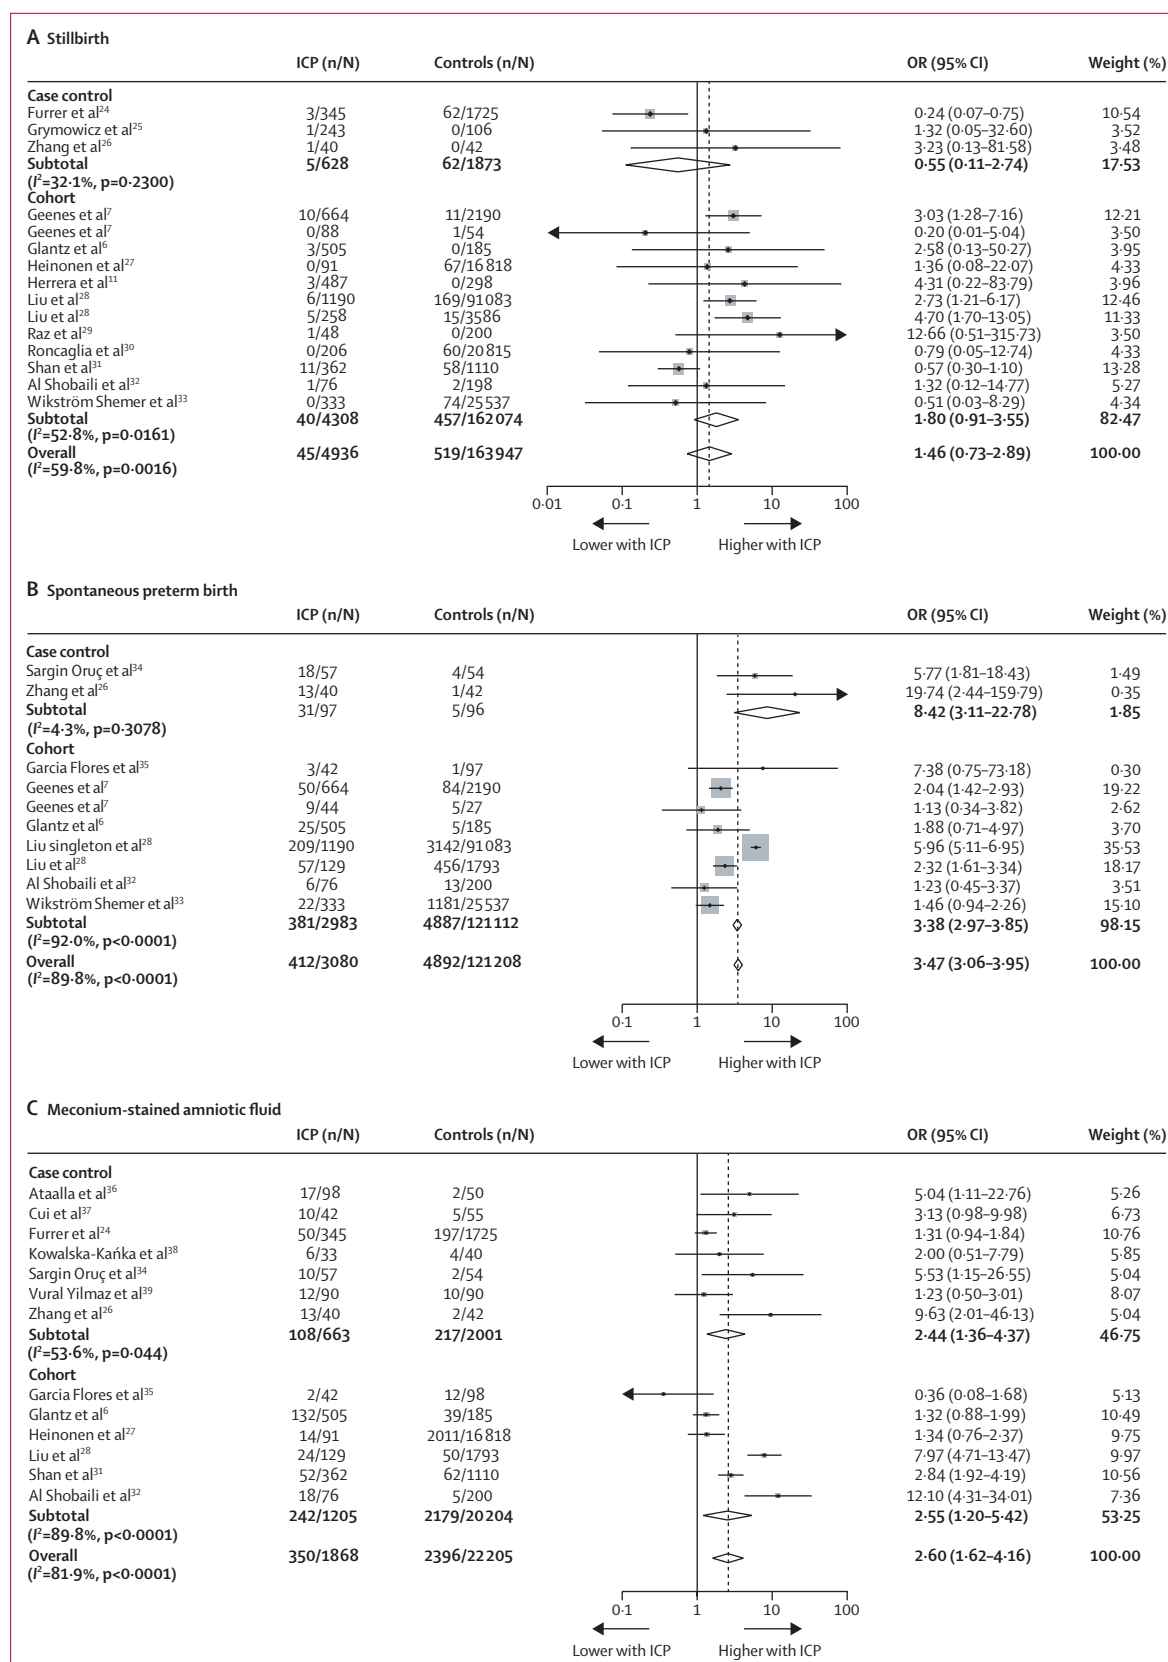 A Stillbirth
ICP (n/N) Controls (n/N) OR (95% CI) Weight (%)
Case control
Furrer et al24 3/345 62/1725 0·24 (0·07–0·75) 10·54
Grymowicz et al25 1/243 0/106 1·32 (0·05–32·60) 3·52
Zhang et al26 1/40 0/42 3·23 (0·13–81·58) 3·48
Subtotal 5/628 62/1873 0·55 (0·11–2·74) 17·53
(I²=32·1%, p=0·2300)
Cohort
Geenes et al7 10/664 11/2190 3·03 (1·28–7·16) 12·21
Geenes et al7 0/88 1/54 0·20 (0·01–5·04) 3·50
Glantz et al6 3/505 0/185 2·58 (0·13–50·27) 3·95
Heinonen et al27 0/91 67/16 818 1·36 (0·08–22·07) 4·33
Herrera et al11 3/487 0/298 4·31 (0·22–83·79) 3·96
Liu et al28 6/1190 169/91 083 2·73 (1·21–6·17) 12·46
Liu et al28 5/258 15/3586 4·70 (1·70–13·05) 11·33
Raz et al29 1/48 0/200 12·66 (0·51–315·73) 3·50
Roncaglia et al30 0/206 60/20 815 0·79 (0·05–12·74) 4·33
Shan et al31 11/362 58/1110 0·57 (0·30–1·10) 13·28
Al Shobaili et al32 1/76 2/198 1·32 (0·12–14·77) 5·27
Wikström Shemer et al33 0/333 74/25 537 0·51 (0·03–8·29) 4·34
Subtotal 40/4308 457/162 074 1·80 (0·91–3·55) 82·47
(I²=52·8%, p=0·0161)
Overall 45/4936 519/163 947 1·46 (0·73–2·89) 100·00
(I²=59·8%, p=0·0016)
0·01 0·1 1 10 100
Lower with ICP Higher with ICP
B Spontaneous preterm birth
ICP (n/N) Controls (n/N) OR (95% CI) Weight (%)
Case control
Sargin Oruç et al34 18/57 4/54 5·77 (1·81–18·43) 1·49
Zhang et al26 13/40 1/42 19·74 (2·44–159·79) 0·35
Subtotal 31/97 5/96 8·42 (3·11–22·78) 1·85
(I²=4·3%, p=0·3078)
Cohort
Garcia Flores et al35 3/42 1/97 7·38 (0·75–73·18) 0·30
Geenes et al7 50/664 84/2190 2·04 (1·42–2·93) 19·22
Geenes et al7 9/44 5/27 1·13 (0·34–3·82) 2·62
Glantz et al6 25/505 5/185 1·88 (0·71–4·97) 3·70
Liu singleton et al28 209/1190 3142/91 083 5·96 (5·11–6·95) 35·53
Liu et al28 57/129 456/1793 2·32 (1·61–3·34) 18·17
Al Shobaili et al32 6/76 13/200 1·23 (0·45–3·37) 3·51
Wikström Shemer et al33 22/333 1181/25 537 1·46 (0·94–2·26) 15·10
Subtotal 381/2983 4887/121 112 3·38 (2·97–3·85) 98·15
(I²=92·0%, p<0·0001)
Overall 412/3080 4892/121 208 3·47 (3·06–3·95) 100·00
(I²=89·8%, p<0·0001)
0·1 1 10 100
Lower with ICP Higher with ICP
C Meconium-stained amniotic fluid
ICP (n/N) Controls (n/N) OR (95% CI) Weight (%)
Case control
Ataalla et al36 17/98 2/50 5·04 (1·11–22·76) 5·26
Cui et al37 10/42 5/55 3·13 (0·98–9·98) 6·73
Furrer et al24 50/345 197/1725 1·31 (0·94–1·84) 10·76
Kowalska-Kańka et al38 6/33 4/40 2·00 (0·51–7·79) 5·85
Sargin Oruç et al34 10/57 2/54 5·53 (1·15–26·55) 5·04
Vural Yilmaz et al39 12/90 10/90 1·23 (0·50–3·01) 8·07
Zhang et al26 13/40 2/42 9·63 (2·01–46·13) 5·04
Subtotal 108/663 217/2001 2·44 (1·36–4·37) 46·75
(I²=53·6%, p=0·044)
Cohort
Garcia Flores et al35 2/42 12/98 0·36 (0·08–1·68) 5·13
Glantz et al6 132/505 39/185 1·32 (0·88–1·99) 10·49
Heinonen et al27 14/91 2011/16 818 1·34 (0·76–2·37) 9·75
Liu et al28 24/129 50/1793 7·97 (4·71–13·47) 9·97
Shan et al31 52/362 62/1110 2·84 (1·92–4·19) 10·56
Al Shobaili et al32 18/76 5/200 12·10 (4·31–34·01) 7·36
Subtotal 242/1205 2179/20 204 2·55 (1·20–5·42) 53·25
(I²=89·8%, p<0·0001)
Overall 350/1868 2396/22 205 2·60 (1·62–4·16) 100·00
(I²=81·9%, p<0·0001)
0·1 1 10 100
Lower with ICP Higher with ICP